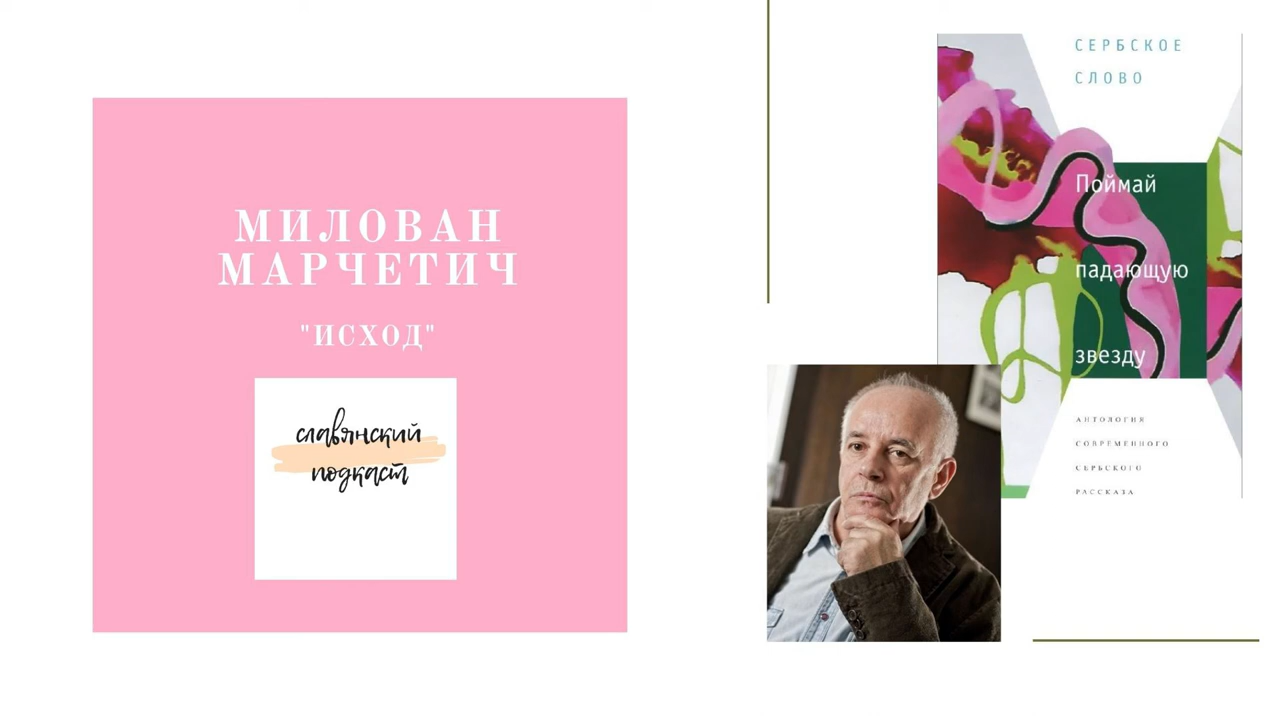 МИЛОВАН
МАРЧЕТИЧ
"ИСХОД"
славянский
подкаст
СЕРБСКОЕ
СЛОВО
Поймай
падающую
звезду
АНТОЛОГИЯ
СОВРЕМЕННОГО
СЕРБСКОГО
РАССКАЗА